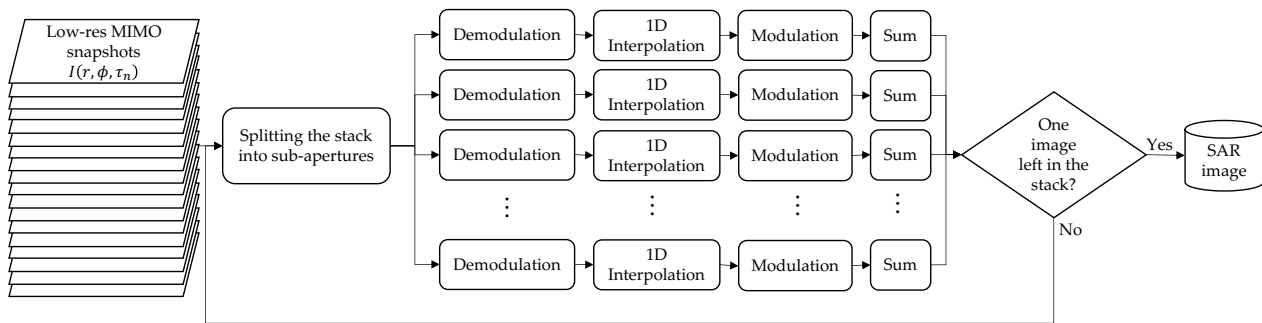 Low-res MIMO
snapshots
I(r, ϕ, τₙ)
Splitting the stack
into sub-apertures
Demodulation
1D
Interpolation
Modulation
Sum
Demodulation
1D
Interpolation
Modulation
Sum
Demodulation
1D
Interpolation
Modulation
Sum
⋮ ⋮ ⋮ ⋮
Demodulation
1D
Interpolation
Modulation
Sum
One
image
left in the
stack?
Yes
No
SAR
image